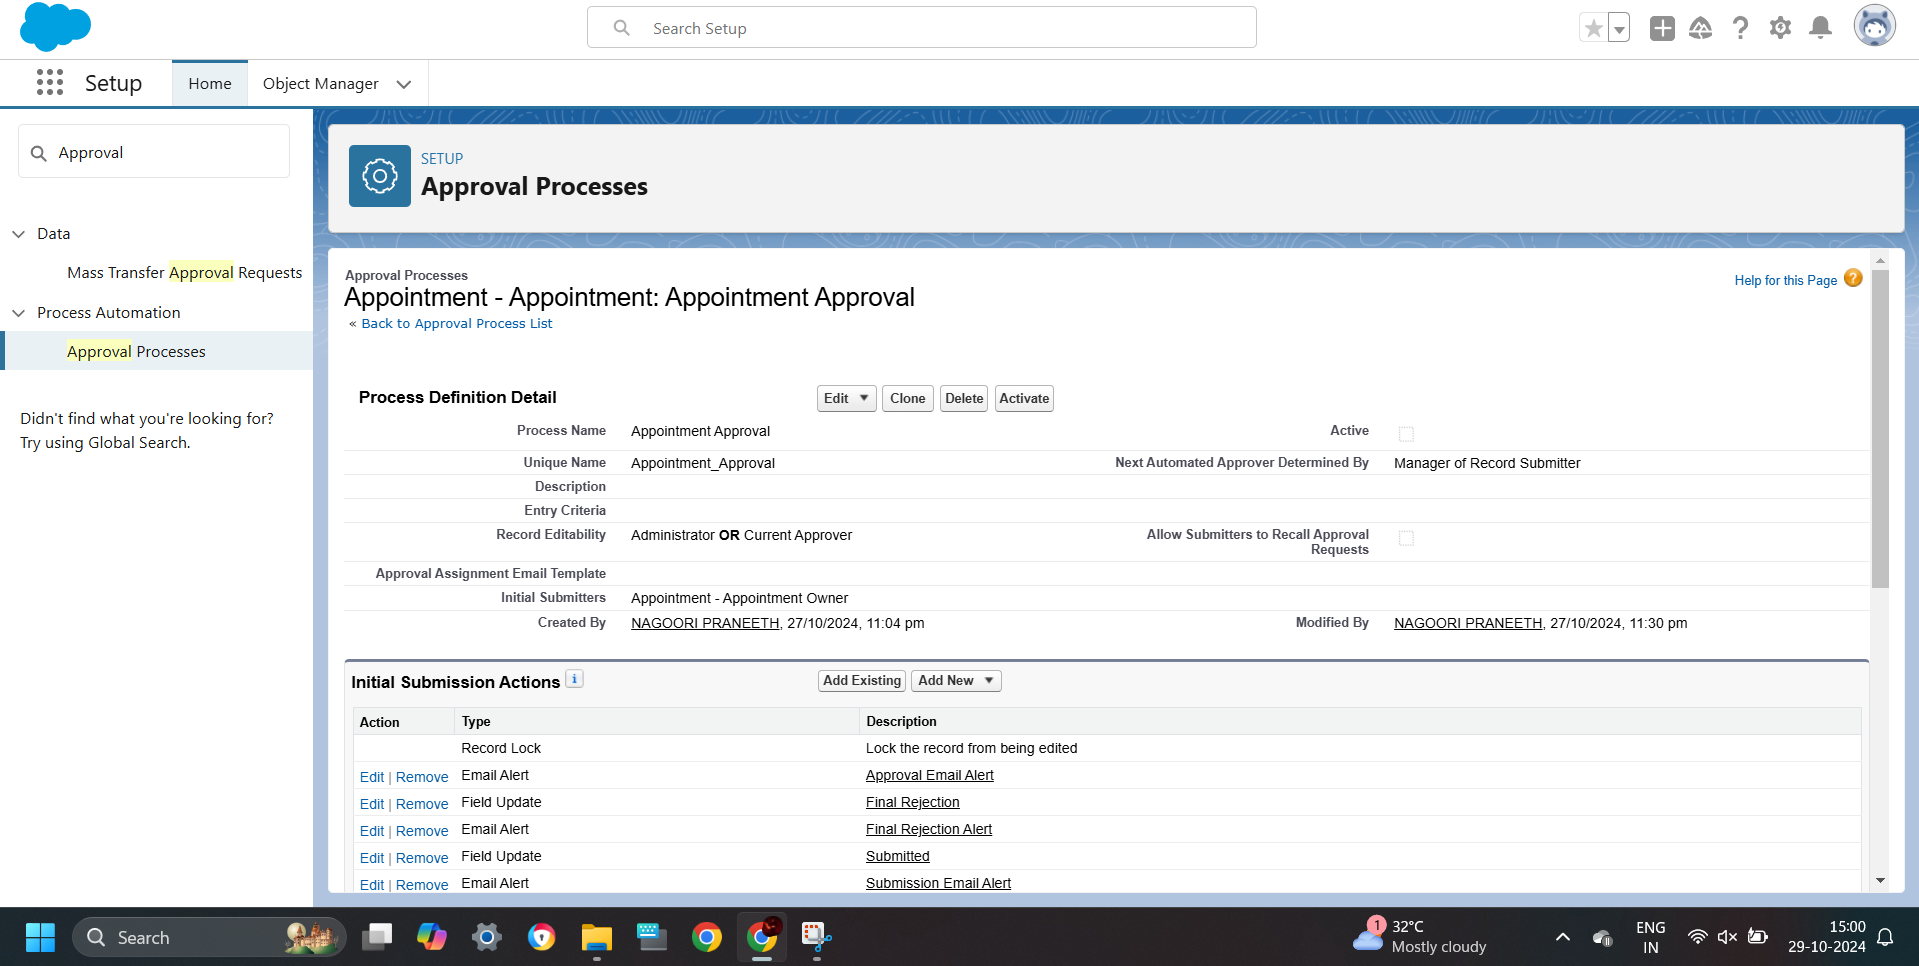 Search Setup
Setup
Home
Object Manager
Approval
Data
Mass Transfer Approval Requests
Process Automation
Approval Processes
Didn't find what you're looking for?
Try using Global Search.
SETUP
Approval Processes
Approval Processes
Appointment - Appointment: Appointment Approval
« Back to Approval Process List
Help for this Page ?
Process Definition Detail
Edit Clone Delete Activate
Process Name Appointment Approval Active
Unique Name Appointment_Approval Next Automated Approver Determined By Manager of Record Submitter
Description
Entry Criteria
Record Editability Administrator OR Current Approver Allow Submitters to Recall Approval
Requests
Approval Assignment Email Template
Initial Submitters Appointment - Appointment Owner
Created By NAGOORI PRANEETH, 27/10/2024, 11:04 pm Modified By NAGOORI PRANEETH, 27/10/2024, 11:30 pm
Initial Submission Actions i
Add Existing Add New
Action Type Description
Record Lock Lock the record from being edited
Edit | Remove Email Alert Approval Email Alert
Edit | Remove Field Update Final Rejection
Edit | Remove Email Alert Final Rejection Alert
Edit | Remove Field Update Submitted
Edit | Remove Email Alert Submission Email Alert
Search
1
32°C
Mostly cloudy
ENG
IN
15:00
29-10-2024